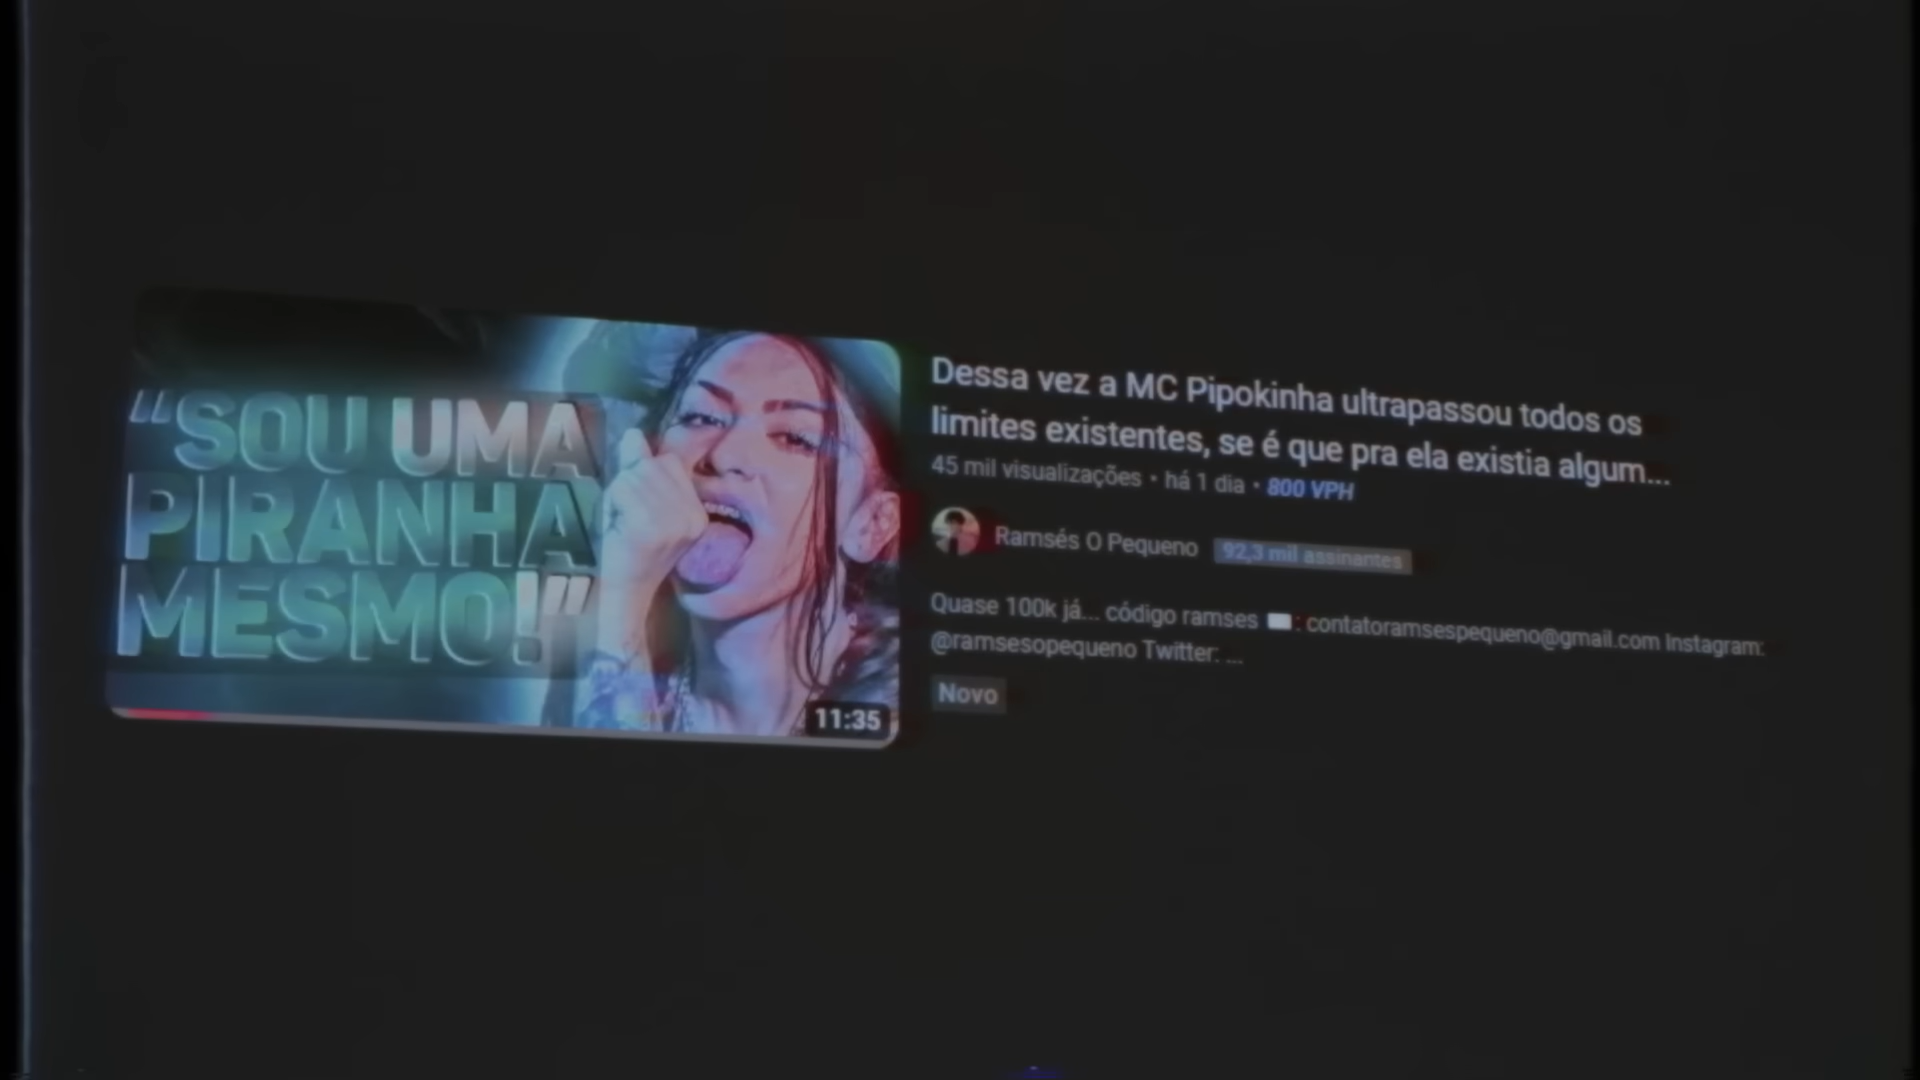 "SOU UMA
PIRANHA
MESMO!"
11:35
Dessa vez a MC Pipokinha ultrapassou todos os
limites existentes, se é que pra ela existia algum...
45 mil visualizações • há 1 dia • 800 VPH
Ramsés O Pequeno 92,3 mil assinantes
Quase 100k já... código ramses : contatoramsespequeno@gmail.com Instagram:
@ramsesopequeno Twitter: ...
Novo